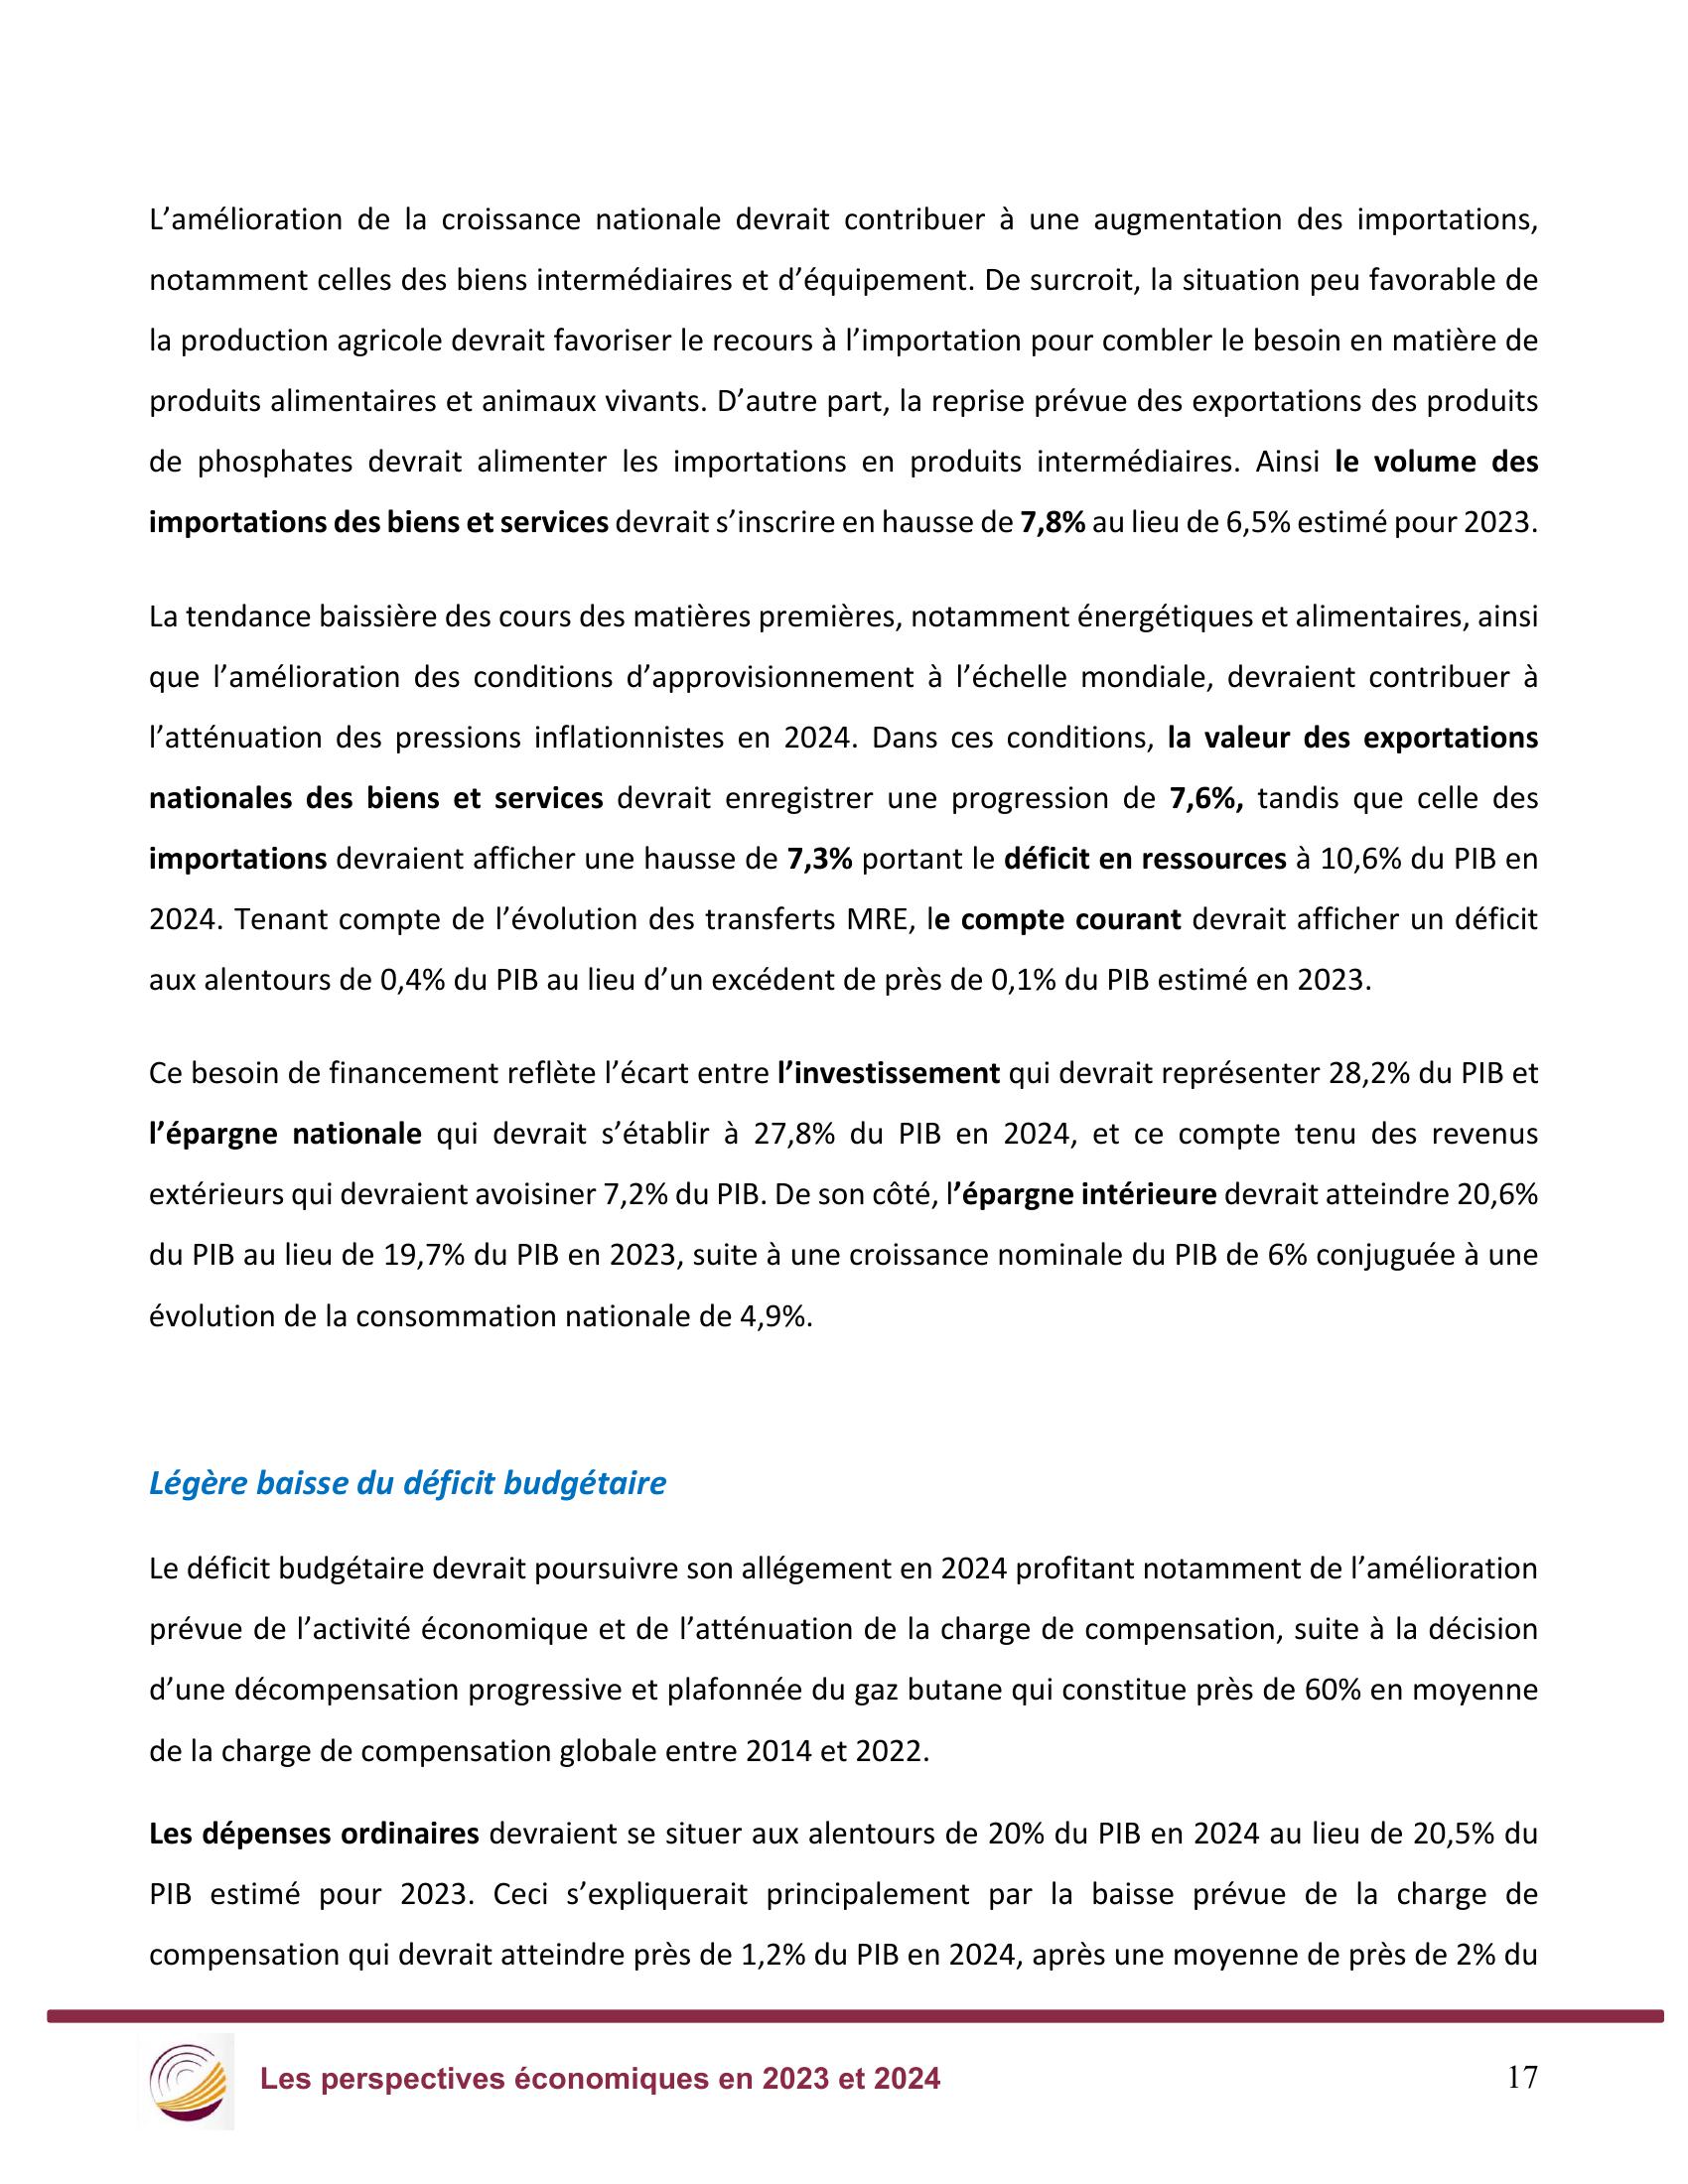 L’amélioration de la croissance nationale devrait contribuer à une augmentation des importations,
notamment celles des biens intermédiaires et d’équipement. De surcroit, la situation peu favorable de
la production agricole devrait favoriser le recours à l’importation pour combler le besoin en matière de
produits alimentaires et animaux vivants. D’autre part, la reprise prévue des exportations des produits
de phosphates devrait alimenter les importations en produits intermédiaires. Ainsi le volume des
importations des biens et services devrait s’inscrire en hausse de 7,8% au lieu de 6,5% estimé pour 2023.
La tendance baissière des cours des matières premières, notamment énergétiques et alimentaires, ainsi
que l’amélioration des conditions d’approvisionnement à l’échelle mondiale, devraient contribuer à
l’atténuation des pressions inflationnistes en 2024. Dans ces conditions, la valeur des exportations
nationales des biens et services devrait enregistrer une progression de 7,6%, tandis que celle des
importations devraient afficher une hausse de 7,3% portant le déficit en ressources à 10,6% du PIB en
2024. Tenant compte de l’évolution des transferts MRE, le compte courant devrait afficher un déficit
aux alentours de 0,4% du PIB au lieu d’un excédent de près de 0,1% du PIB estimé en 2023.
Ce besoin de financement reflète l’écart entre l’investissement qui devrait représenter 28,2% du PIB et
l’épargne nationale qui devrait s’établir à 27,8% du PIB en 2024, et ce compte tenu des revenus
extérieurs qui devraient avoisiner 7,2% du PIB. De son côté, l’épargne intérieure devrait atteindre 20,6%
du PIB au lieu de 19,7% du PIB en 2023, suite à une croissance nominale du PIB de 6% conjuguée à une
évolution de la consommation nationale de 4,9%.
Légère baisse du déficit budgétaire
Le déficit budgétaire devrait poursuivre son allégement en 2024 profitant notamment de l’amélioration
prévue de l’activité économique et de l’atténuation de la charge de compensation, suite à la décision
d’une décompensation progressive et plafonnée du gaz butane qui constitue près de 60% en moyenne
de la charge de compensation globale entre 2014 et 2022.
Les dépenses ordinaires devraient se situer aux alentours de 20% du PIB en 2024 au lieu de 20,5% du
PIB estimé pour 2023. Ceci s’expliquerait principalement par la baisse prévue de la charge de
compensation qui devrait atteindre près de 1,2% du PIB en 2024, après une moyenne de près de 2% du
Les perspectives économiques en 2023 et 2024
17